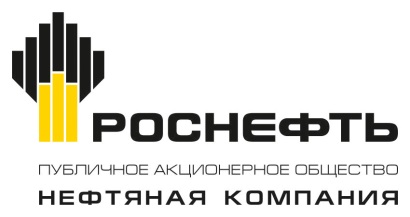 РОСНЕФТЬ
ПУБЛИЧНОЕ АКЦИОНЕРНОЕ ОБЩЕСТВО
НЕФТЯНАЯ КОМПАНИЯ